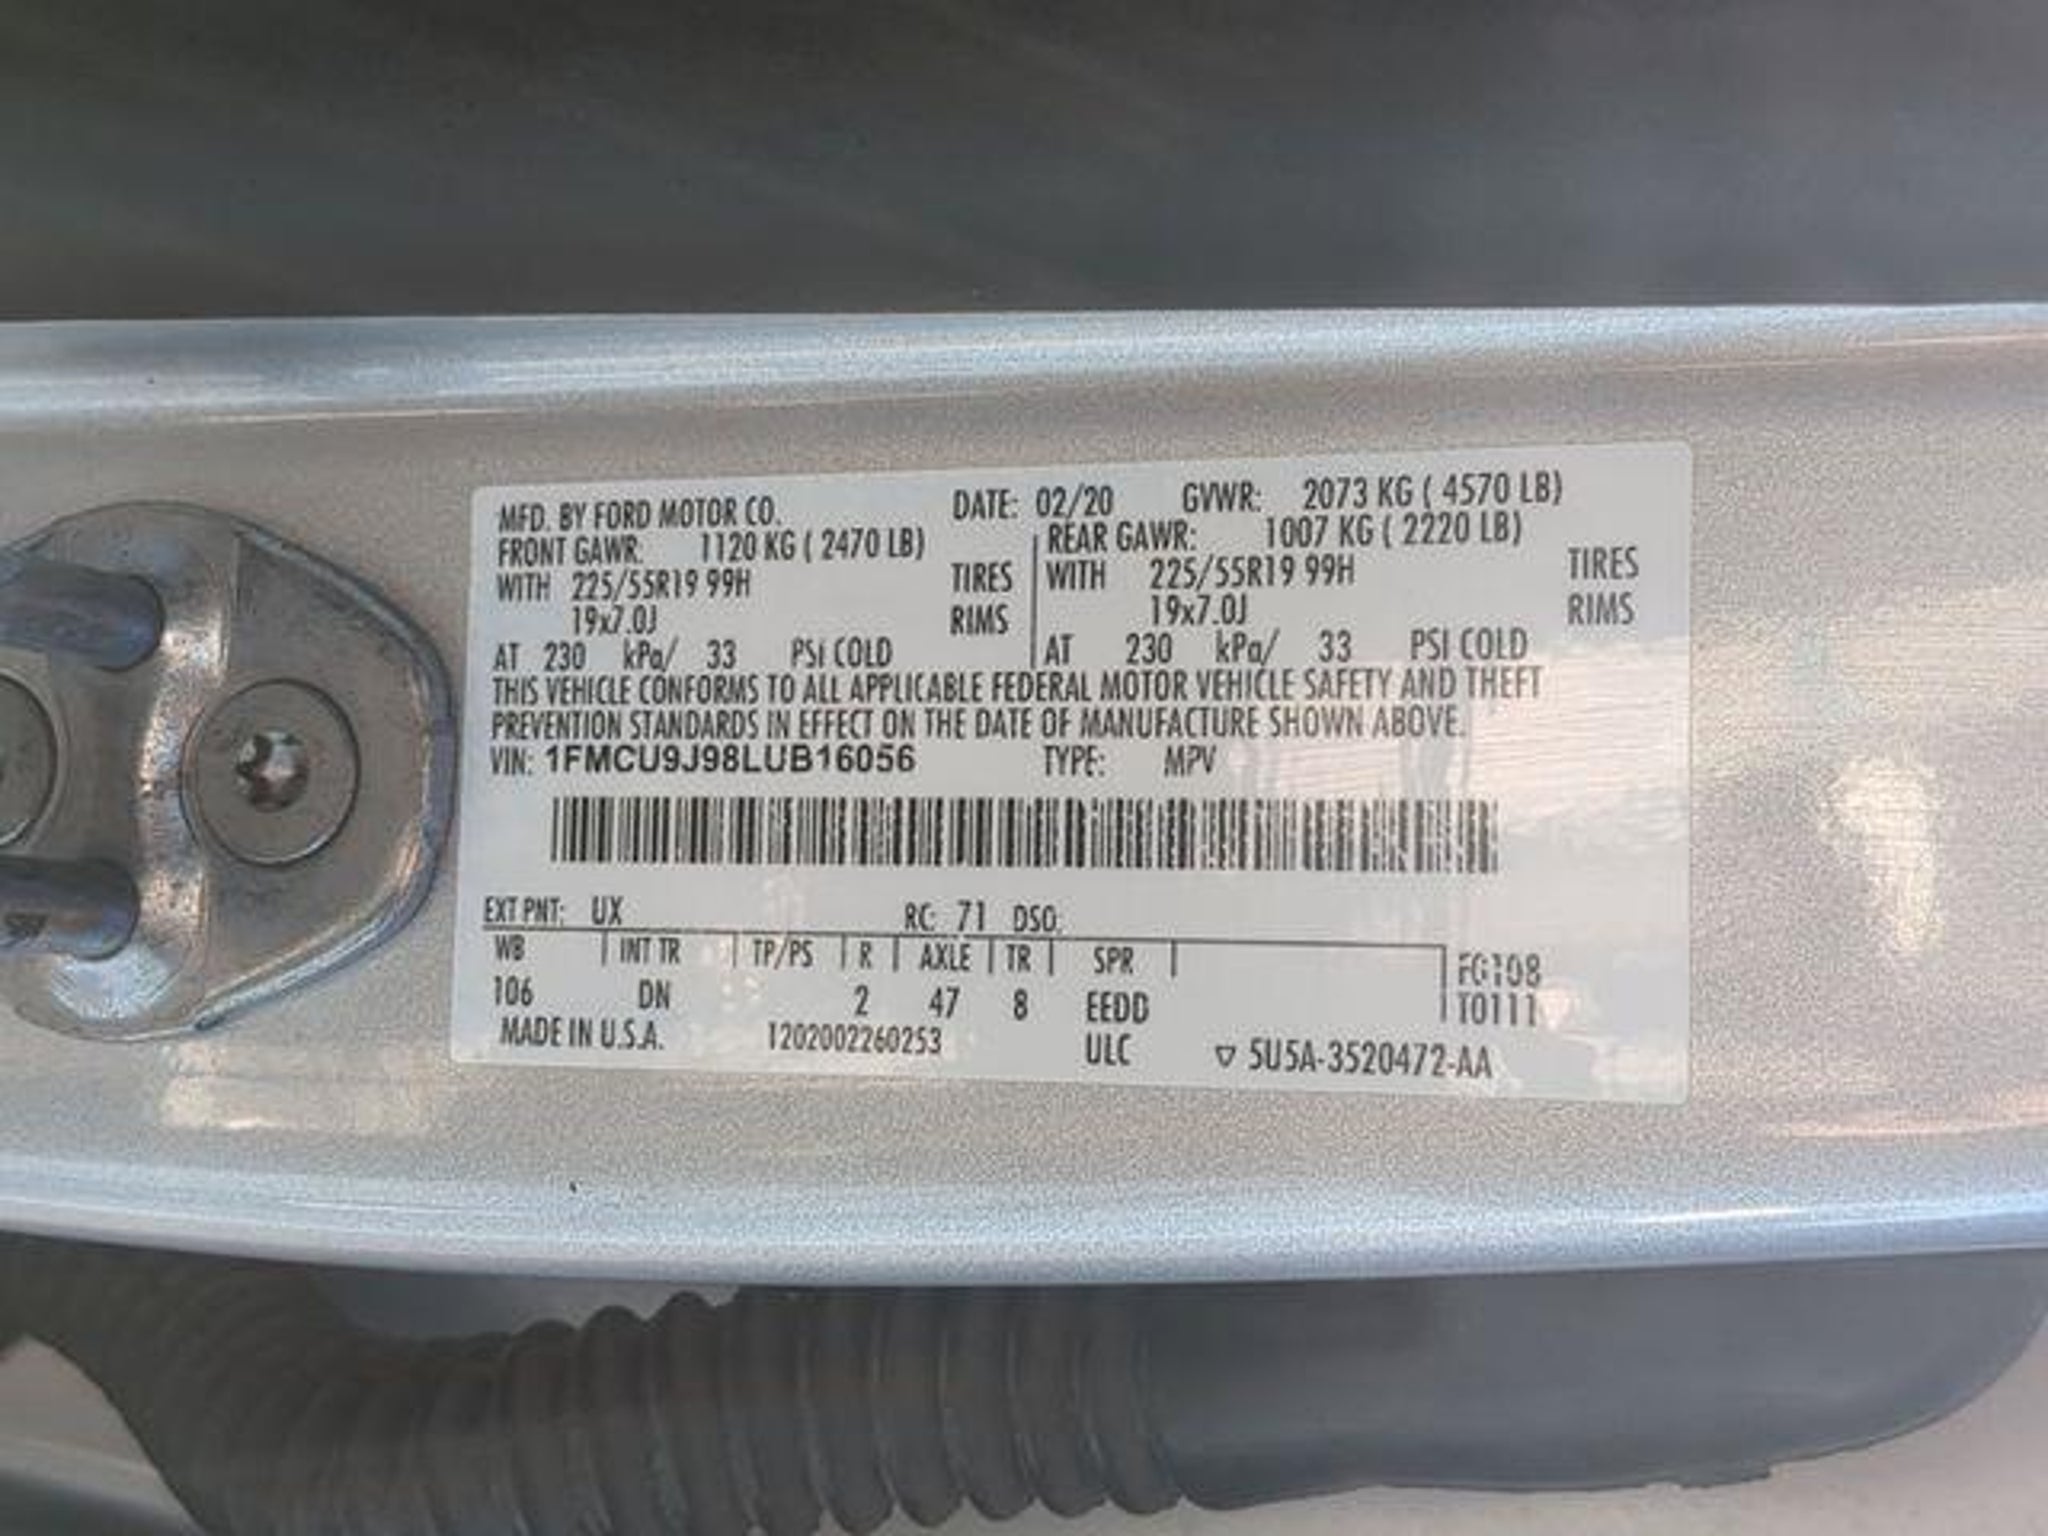 MFD. BY FORD MOTOR CO. DATE: 02/20 GVWR: 2073 KG ( 4570 LB)
FRONT GAWR: 1120 KG ( 2470 LB) REAR GAWR: 1007 KG ( 2220 LB)
WITH 225/55R19 99H TIRES WITH 225/55R19 99H TIRES
19x7.0J RIMS 19x7.0J RIMS
AT 230 kPa/ 33 PSI COLD AT 230 kPa/ 33 PSI COLD
THIS VEHICLE CONFORMS TO ALL APPLICABLE FEDERAL MOTOR VEHICLE SAFETY AND THEFT
PREVENTION STANDARDS IN EFFECT ON THE DATE OF MANUFACTURE SHOWN ABOVE.
VIN: 1FMCU9J98LUB16056 TYPE: MPV
EXT PNT: UX RC: 71 DSO:
WB INT TR TP/PS R AXLE TR SPR F0108
106 DN 2 47 8 EEDD T0111
MADE IN U.S.A. 1202002260253 ULC ▽ 5U5A-3520472-AA